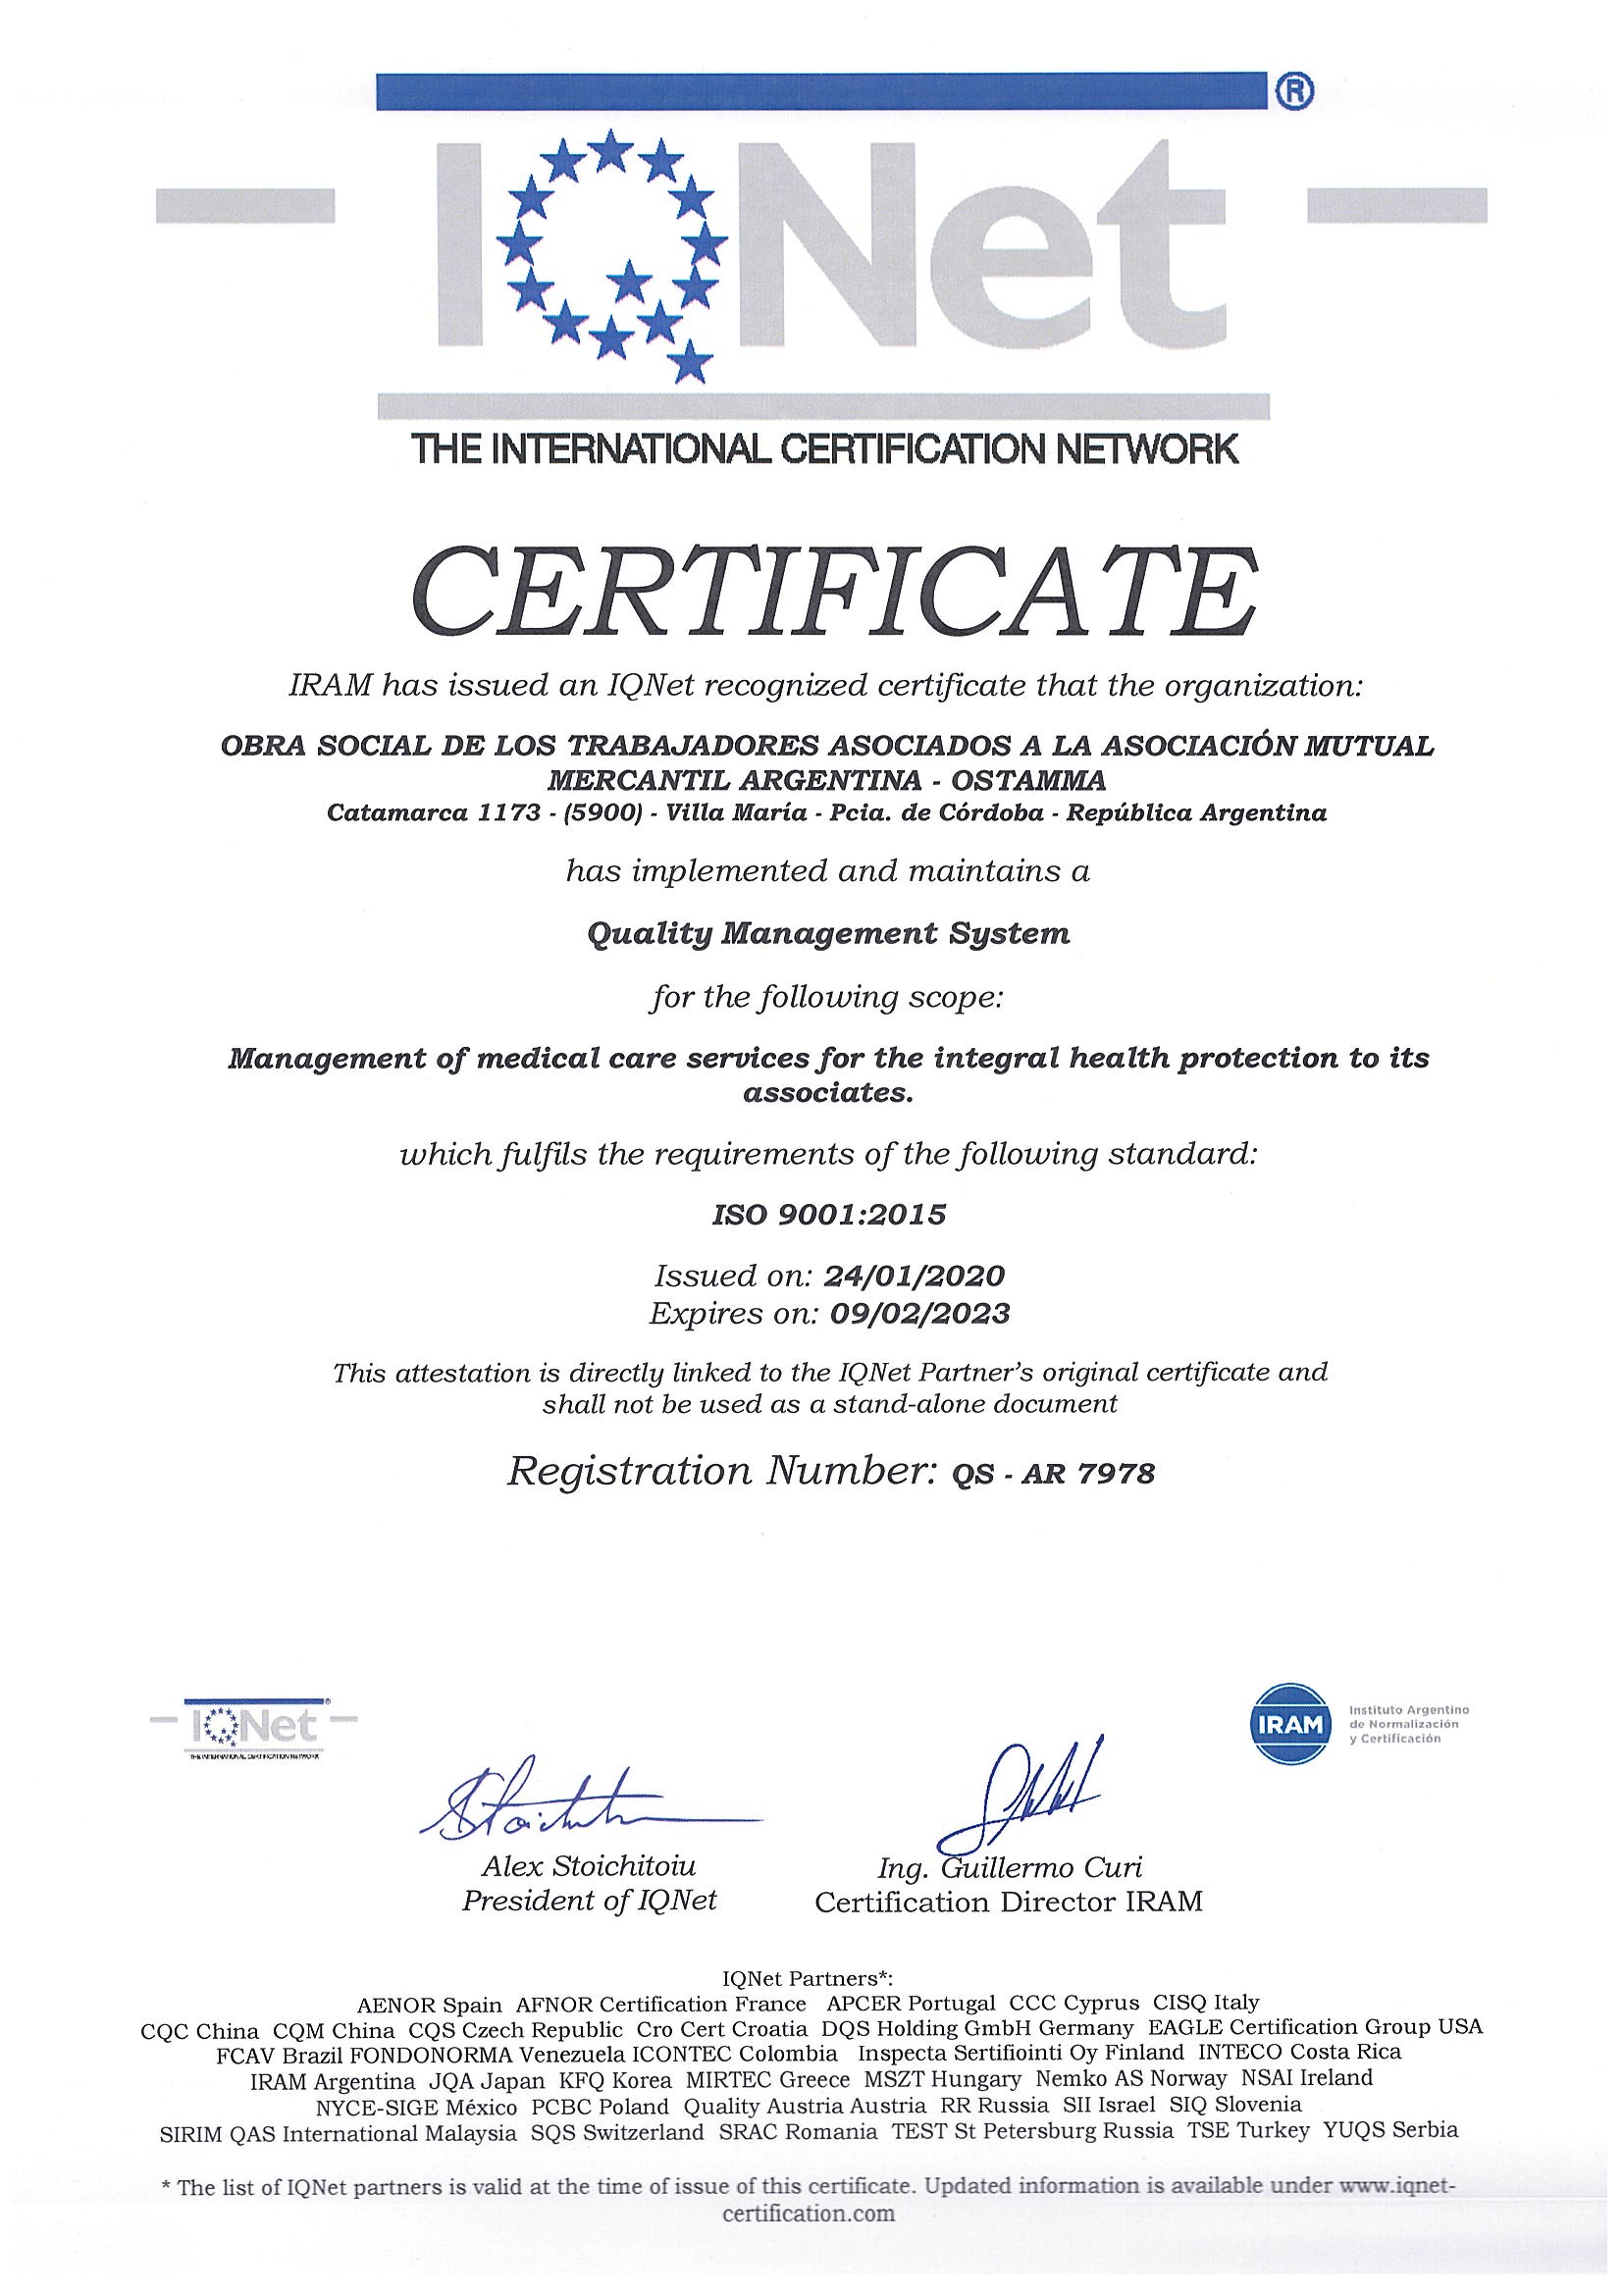 IQNet ®
THE INTERNATIONAL CERTIFICATION NETWORK
CERTIFICATE
IRAM has issued an IQNet recognized certificate that the organization:
OBRA SOCIAL DE LOS TRABAJADORES ASOCIADOS A LA ASOCIACIÓN MUTUAL
MERCANTIL ARGENTINA - OSTAMMA
Catamarca 1173 - (5900) - Villa María - Pcia. de Córdoba - República Argentina
has implemented and maintains a
Quality Management System
for the following scope:
Management of medical care services for the integral health protection to its
associates.
which fulfils the requirements of the following standard:
ISO 9001:2015
Issued on: 24/01/2020
Expires on: 09/02/2023
This attestation is directly linked to the IQNet Partner's original certificate and
shall not be used as a stand-alone document
Registration Number: QS - AR 7978
IQNet ®
THE INTERNATIONAL CERTIFICATION NETWORK
IRAM
Instituto Argentino
de Normalización
y Certificación
Alex Stoichitoiu
President of IQNet
Ing. Guillermo Curi
Certification Director IRAM
IQNet Partners*:
AENOR Spain AFNOR Certification France APCER Portugal CCC Cyprus CISQ Italy
CQC China CQM China CQS Czech Republic Cro Cert Croatia DQS Holding GmbH Germany EAGLE Certification Group USA
FCAV Brazil FONDONORMA Venezuela ICONTEC Colombia Inspecta Sertifiointi Oy Finland INTECO Costa Rica
IRAM Argentina JQA Japan KFQ Korea MIRTEC Greece MSZT Hungary Nemko AS Norway NSAI Ireland
NYCE-SIGE México PCBC Poland Quality Austria Austria RR Russia SII Israel SIQ Slovenia
SIRIM QAS International Malaysia SQS Switzerland SRAC Romania TEST St Petersburg Russia TSE Turkey YUQS Serbia
* The list of IQNet partners is valid at the time of issue of this certificate. Updated information is available under www.iqnet-
certification.com